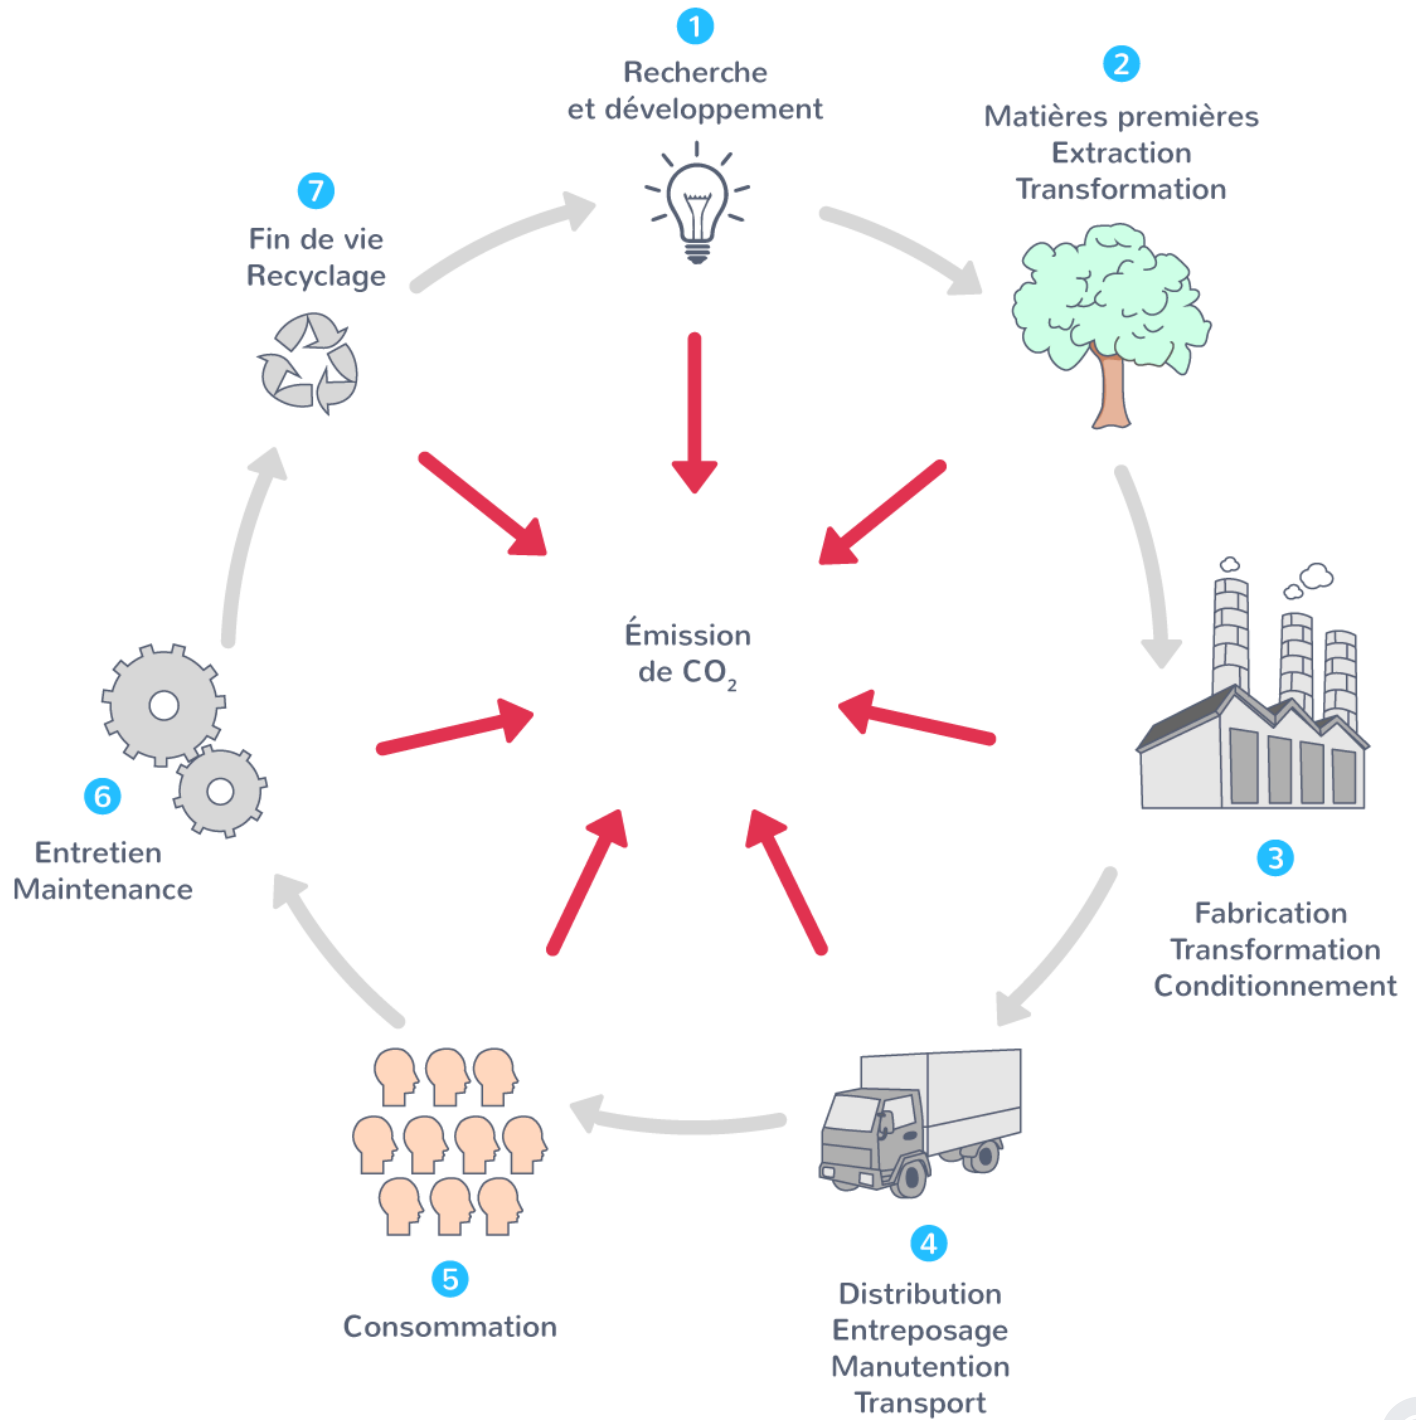 1
Recherche
et développement
2
Matières premières
Extraction
Transformation
3
Fabrication
Transformation
Conditionnement
4
Distribution
Entreposage
Manutention
Transport
5
Consommation
6
Entretien
Maintenance
7
Fin de vie
Recyclage
Émission
de CO₂